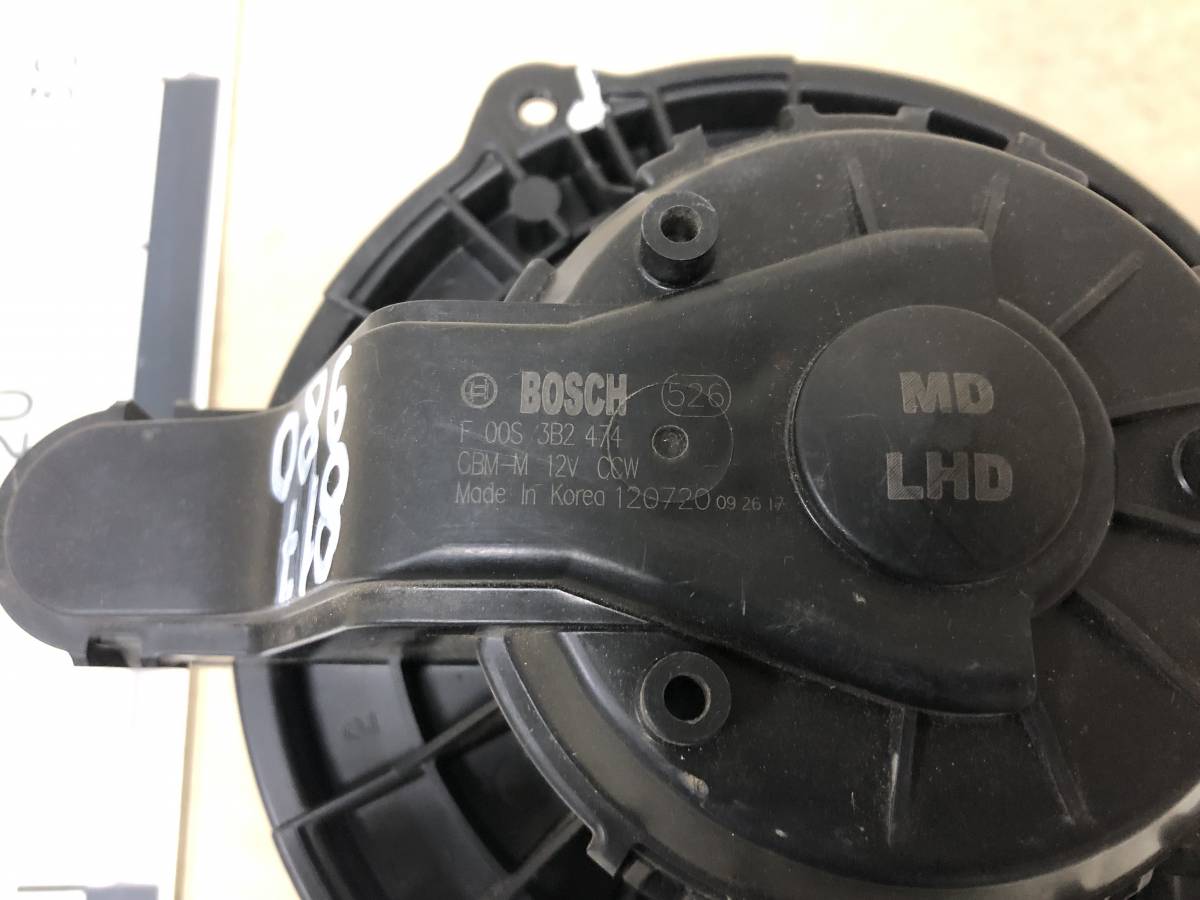 BOSCH 526
F 00S 3B2 474
CBM-M 12V CCW
Made In Korea 120720 09 26 17
MD
LHD